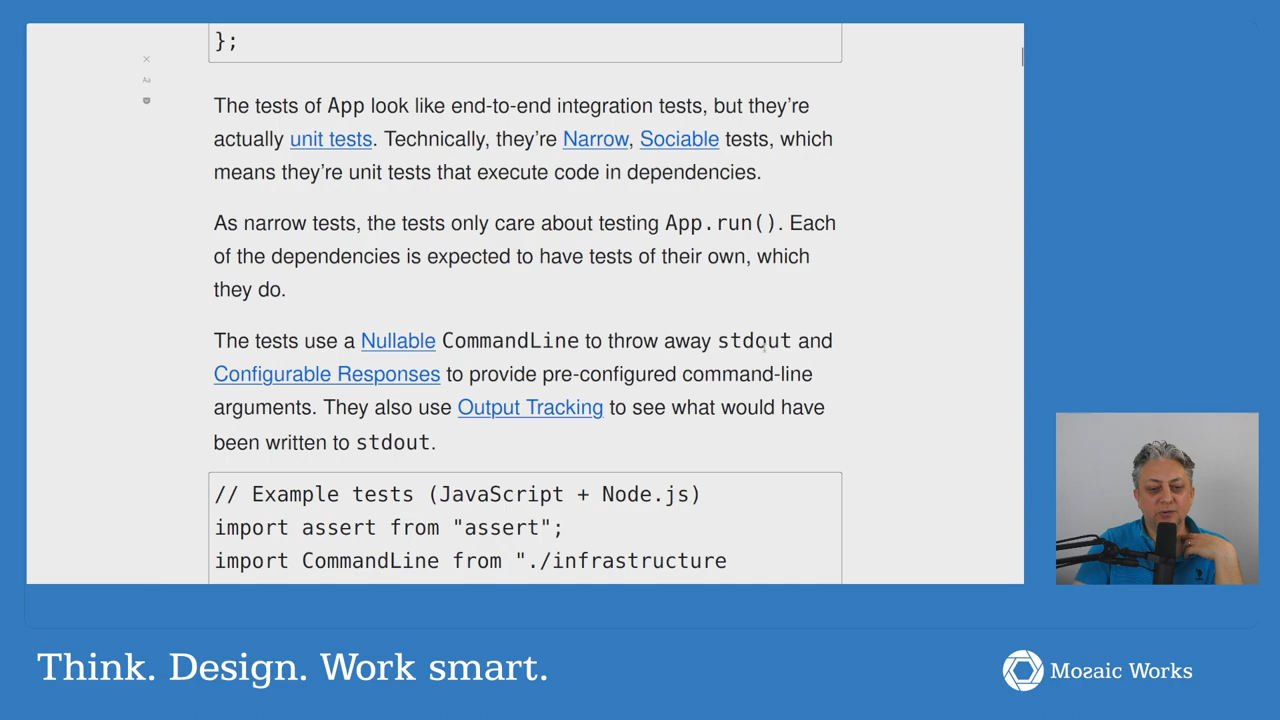 };
Aa
The tests of App look like end-to-end integration tests, but they're
actually unit tests. Technically, they're Narrow, Sociable tests, which
means they're unit tests that execute code in dependencies.
As narrow tests, the tests only care about testing App.run(). Each
of the dependencies is expected to have tests of their own, which
they do.
The tests use a Nullable CommandLine to throw away stdout and
Configurable Responses to provide pre-configured command-line
arguments. They also use Output Tracking to see what would have
been written to stdout.
// Example tests (JavaScript + Node.js)
import assert from "assert";
import CommandLine from "./infrastructure
Think. Design. Work smart.
Mozaic Works